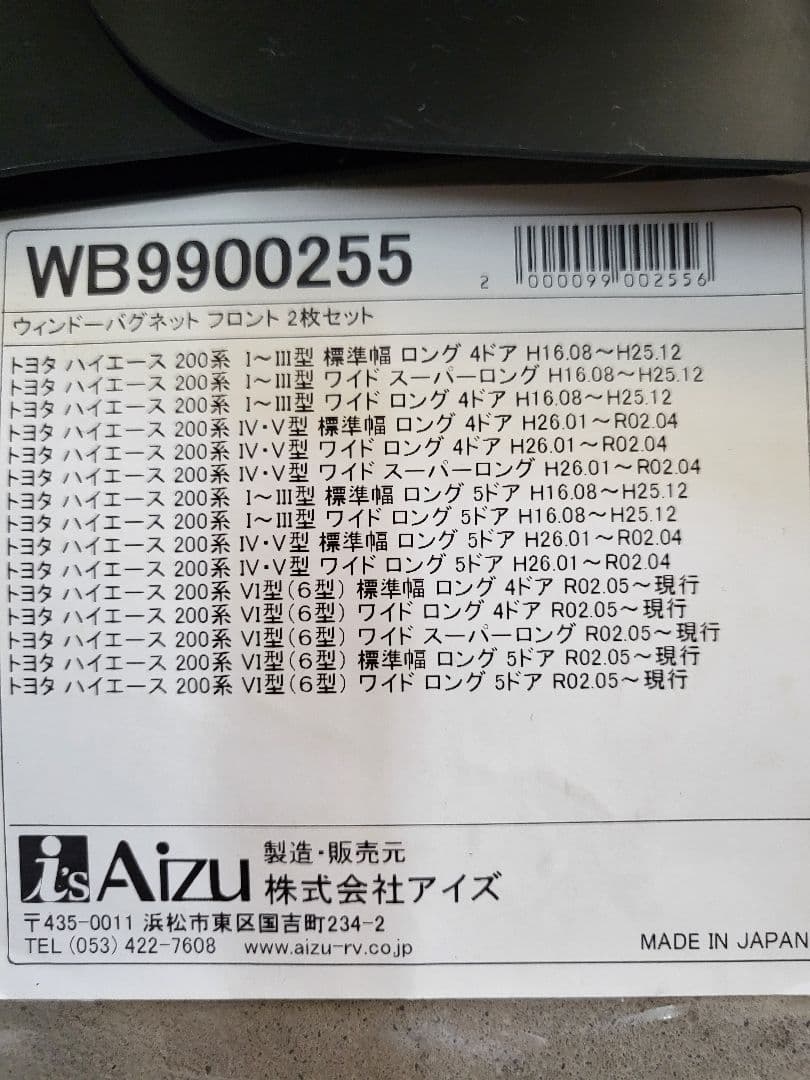 WB9900255
2 000099 002556
ウィンドーバグネット フロント 2枚セット
トヨタ ハイエース 200系 I～III型 標準幅 ロング 4ドア H16.08～H25.12
トヨタ ハイエース 200系 I～III型 ワイド スーパーロング H16.08～H25.12
トヨタ ハイエース 200系 I～III型 ワイド ロング 4ドア H16.08～H25.12
トヨタ ハイエース 200系 IV・V型 標準幅 ロング 4ドア H26.01～R02.04
トヨタ ハイエース 200系 IV・V型 ワイド ロング 4ドア H26.01～R02.04
トヨタ ハイエース 200系 IV・V型 ワイド スーパーロング H26.01～R02.04
トヨタ ハイエース 200系 I～III型 標準幅 ロング 5ドア H16.08～H25.12
トヨタ ハイエース 200系 I～III型 ワイド ロング 5ドア H16.08～H25.12
トヨタ ハイエース 200系 IV・V型 標準幅 ロング 5ドア H26.01～R02.04
トヨタ ハイエース 200系 IV・V型 ワイド ロング 5ドア H26.01～R02.04
トヨタ ハイエース 200系 VI型(6型) 標準幅 ロング 4ドア R02.05～現行
トヨタ ハイエース 200系 VI型(6型) ワイド ロング 4ドア R02.05～現行
トヨタ ハイエース 200系 VI型(6型) ワイド スーパーロング R02.05～現行
トヨタ ハイエース 200系 VI型(6型) 標準幅 ロング 5ドア R02.05～現行
トヨタ ハイエース 200系 VI型(6型) ワイド ロング 5ドア R02.05～現行
i's Aizu 製造・販売元
株式会社アイズ
〒435-0011 浜松市東区国吉町234-2
TEL (053) 422-7608 www.aizu-rv.co.jp
MADE IN JAPAN